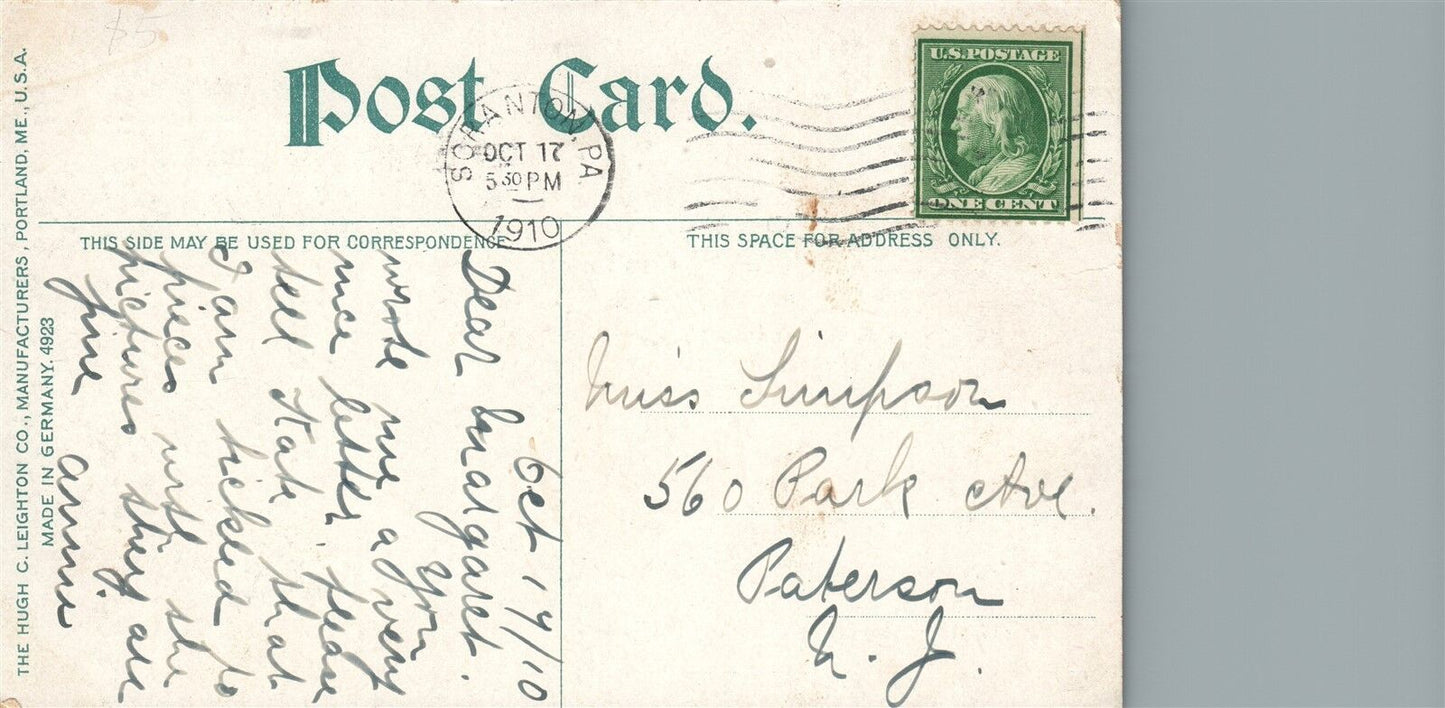 $5
Post Card.
U.S. POSTAGE
ONE CENT
SCRANTON, PA
OCT 17
5 30 PM
1910
THIS SIDE MAY BE USED FOR CORRESPONDENCE
THIS SPACE FOR ADDRESS ONLY.
THE HUGH C. LEIGHTON CO., MANUFACTURERS, PORTLAND, ME., U.S.A.
MADE IN GERMANY. 4923
Oct 17/10
Dear Margaret.
You
wrote me a very
nice letter, please
tell Kate that
I am tickled to
pieces with the
pictures they are
fine
Annie
Miss Simpson
560 Park Ave.
Paterson
N. J.